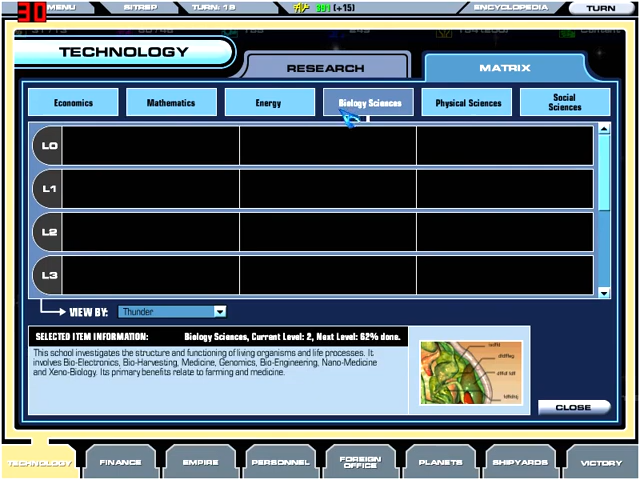 30
MENU
SITREP
TURN: 18
391 (+15)
ENCYCLOPEDIA
TURN
TECHNOLOGY
RESEARCH
MATRIX
Economics
Mathematics
Energy
Biology Sciences
Physical Sciences
Social
Sciences
L0
L1
L2
L3
VIEW BY:
Thunder
SELECTED ITEM INFORMATION:
Biology Sciences, Current Level: 2, Next Level: 62% done.
This school investigates the structure and functioning of living organisms and life processes. It
involves Bio-Electronics, Bio-Harvesting, Medicine, Genomics, Bio-Engineering, Nano-Medicine
and Xeno-Biology. Its primary benefits relate to farming and medicine.
CLOSE
TECHNOLOGY
FINANCE
EMPIRE
PERSONNEL
FOREIGN
OFFICE
PLANETS
SHIPYARDS
VICTORY